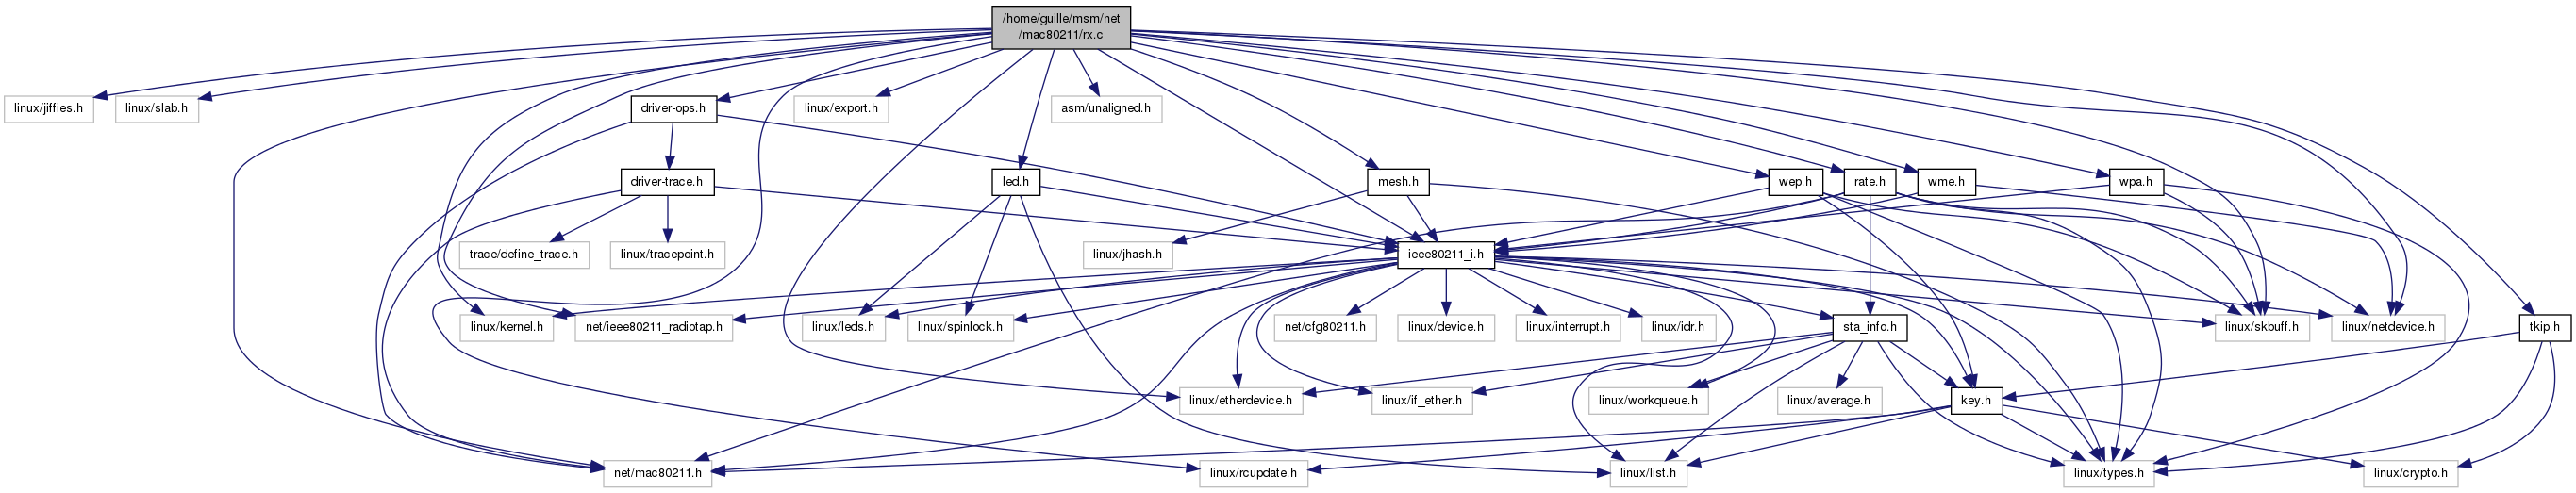 /home/guille/msm/net
/mac80211/rx.c
linux/jiffies.h
linux/slab.h
driver-ops.h
linux/export.h
asm/unaligned.h
driver-trace.h
led.h
mesh.h
wep.h
rate.h
wme.h
wpa.h
trace/define_trace.h
linux/tracepoint.h
linux/jhash.h
ieee80211_i.h
linux/kernel.h
net/ieee80211_radiotap.h
linux/leds.h
linux/spinlock.h
net/cfg80211.h
linux/device.h
linux/interrupt.h
linux/idr.h
sta_info.h
linux/skbuff.h
linux/netdevice.h
tkip.h
linux/etherdevice.h
linux/if_ether.h
linux/workqueue.h
linux/average.h
key.h
net/mac80211.h
linux/rcupdate.h
linux/list.h
linux/types.h
linux/crypto.h